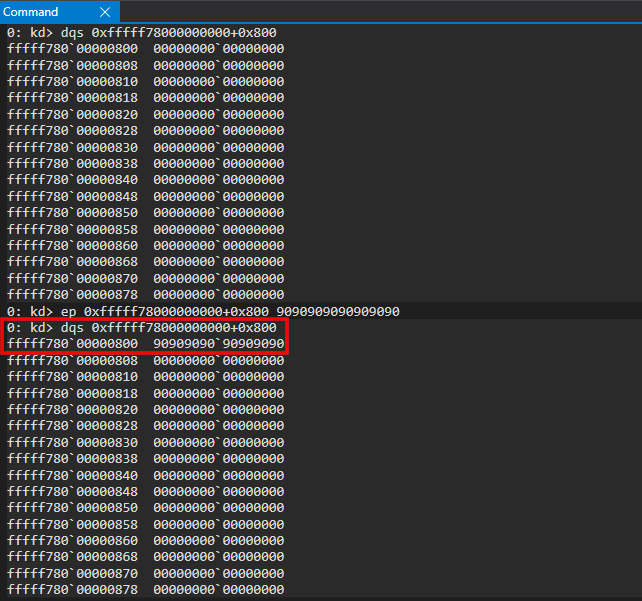 Command ×
0: kd> dqs 0xfffff78000000000+0x800
fffff780`00000800  00000000`00000000
fffff780`00000808  00000000`00000000
fffff780`00000810  00000000`00000000
fffff780`00000818  00000000`00000000
fffff780`00000820  00000000`00000000
fffff780`00000828  00000000`00000000
fffff780`00000830  00000000`00000000
fffff780`00000838  00000000`00000000
fffff780`00000840  00000000`00000000
fffff780`00000848  00000000`00000000
fffff780`00000850  00000000`00000000
fffff780`00000858  00000000`00000000
fffff780`00000860  00000000`00000000
fffff780`00000868  00000000`00000000
fffff780`00000870  00000000`00000000
fffff780`00000878  00000000`00000000
0: kd> ep 0xfffff78000000000+0x800 9090909090909090
0: kd> dqs 0xfffff78000000000+0x800
fffff780`00000800  90909090`90909090
fffff780`00000808  00000000`00000000
fffff780`00000810  00000000`00000000
fffff780`00000818  00000000`00000000
fffff780`00000820  00000000`00000000
fffff780`00000828  00000000`00000000
fffff780`00000830  00000000`00000000
fffff780`00000838  00000000`00000000
fffff780`00000840  00000000`00000000
fffff780`00000848  00000000`00000000
fffff780`00000850  00000000`00000000
fffff780`00000858  00000000`00000000
fffff780`00000860  00000000`00000000
fffff780`00000868  00000000`00000000
fffff780`00000870  00000000`00000000
fffff780`00000878  00000000`00000000